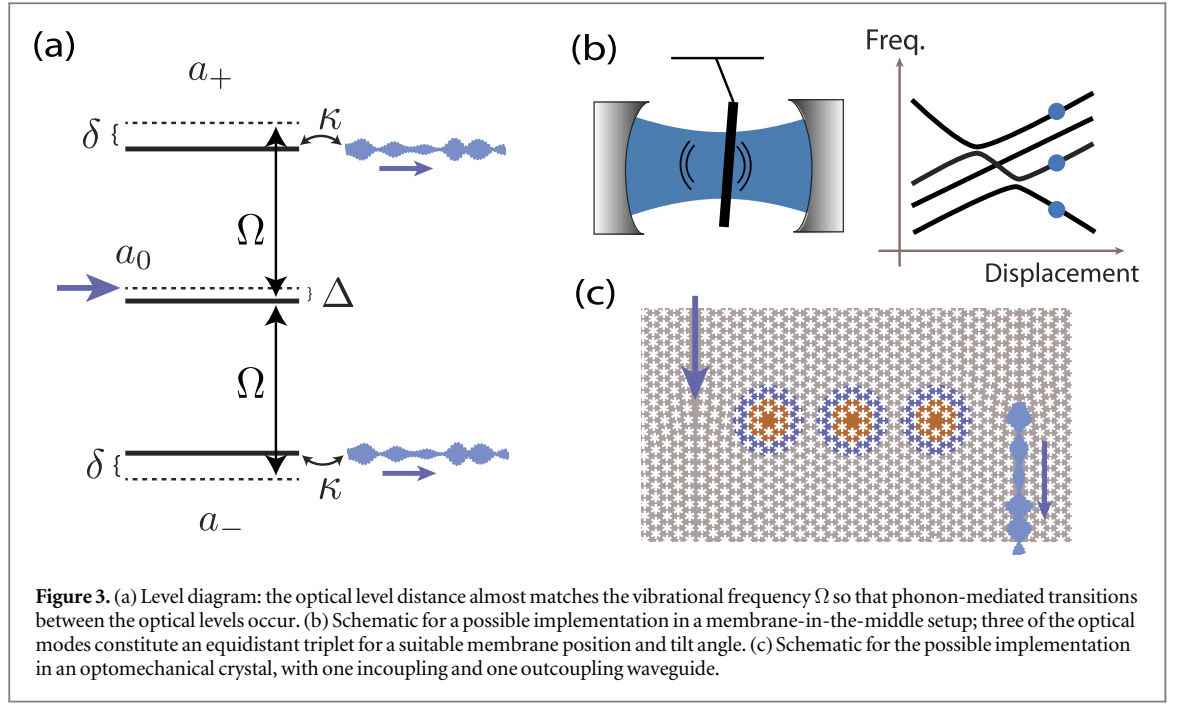 (a)
a₊
δ {
κ
Ω
a₀
} Δ
Ω
δ {
κ
a₋
(b)
Freq.
Displacement
(c)
Figure 3. (a) Level diagram: the optical level distance almost matches the vibrational frequency Ω so that phonon-mediated transitions
between the optical levels occur. (b) Schematic for a possible implementation in a membrane-in-the-middle setup; three of the optical
modes constitute an equidistant triplet for a suitable membrane position and tilt angle. (c) Schematic for the possible implementation
in an optomechanical crystal, with one incoupling and one outcoupling waveguide.